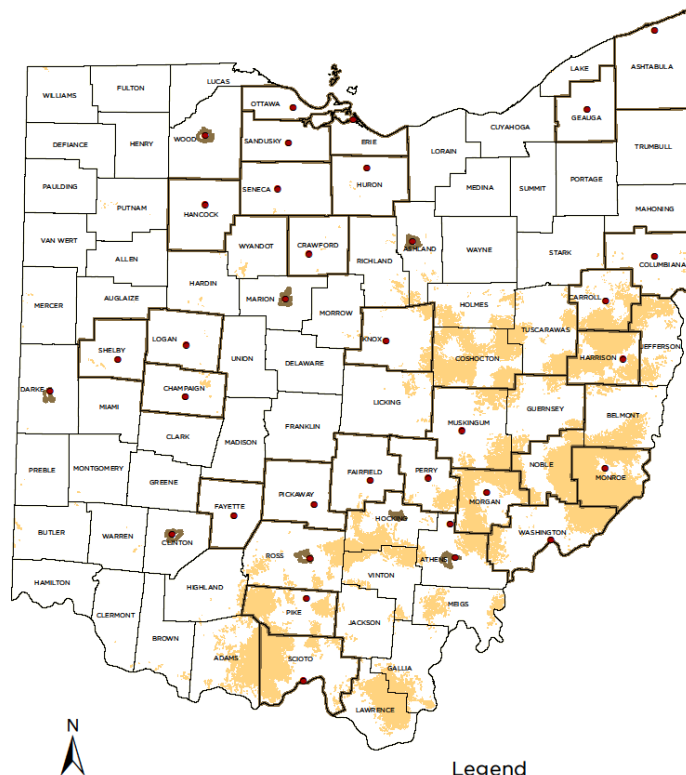 LAKE
ASHTABULA
LUCAS
FULTON
WILLIAMS
OTTAWA
GEAUGA
CUYAHOGA
WOOD
SANDUSKY
ERIE
HENRY
DEFIANCE
LORAIN
TRUMBULL
PORTAGE
SUMMIT
MEDINA
SENECA
HURON
PAULDING
PUTNAM
HANCOCK
MAHONING
VAN WERT
WYANDOT
CRAWFORD
ASHLAND
WAYNE
STARK
ALLEN
RICHLAND
COLUMBIANA
HARDIN
AUGLAIZE
MARION
HOLMES
CARROLL
MERCER
MORROW
TUSCARAWAS
LOGAN
KNOX
JEFFERSON
SHELBY
UNION
COSHOCTON
HARRISON
DELAWARE
DARKE
CHAMPAIGN
LICKING
MIAMI
GUERNSEY
BELMONT
FRANKLIN
MUSKINGUM
CLARK
MADISON
NOBLE
PREBLE
MONTGOMERY
FAIRFIELD
PERRY
MONROE
GREENE
PICKAWAY
MORGAN
FAYETTE
HOCKING
BUTLER
WARREN
CLINTON
WASHINGTON
ROSS
ATHENS
VINTON
HAMILTON
HIGHLAND
CLERMONT
PIKE
MEIGS
JACKSON
BROWN
ADAMS
SCIOTO
GALLIA
LAWRENCE
N
Legend